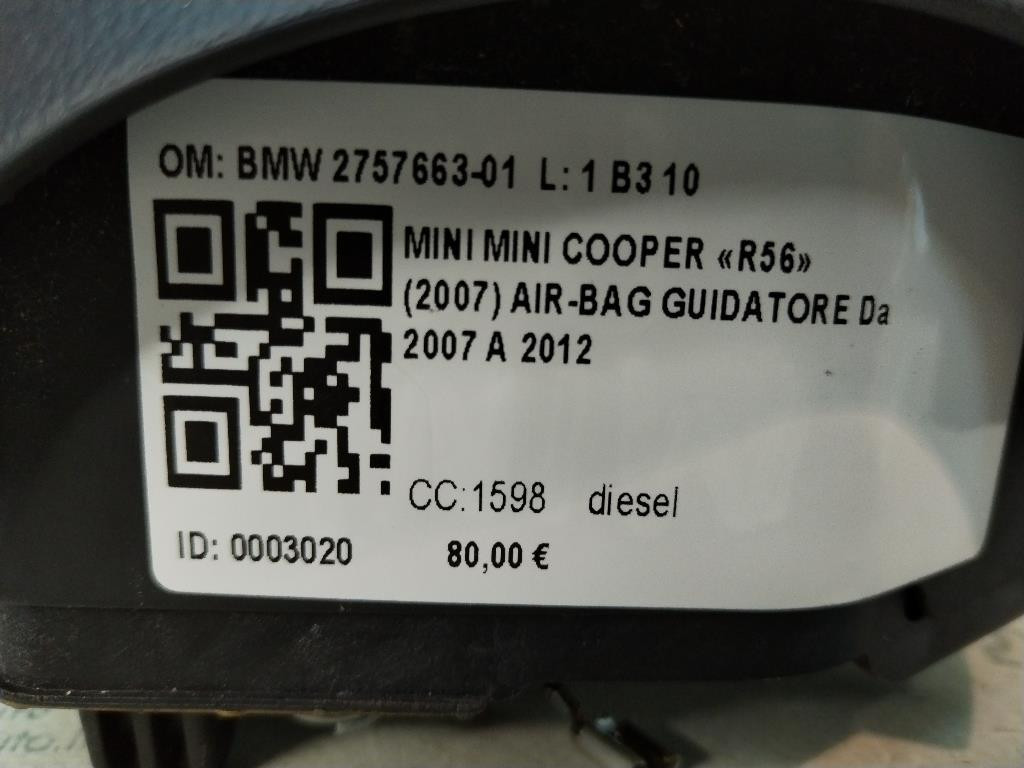 OM: BMW 2757663-01 L: 1 B3 10
MINI MINI COOPER «R56»
(2007) AIR-BAG GUIDATORE Da
2007 A 2012
CC:1598 diesel
ID: 0003020 80,00 €